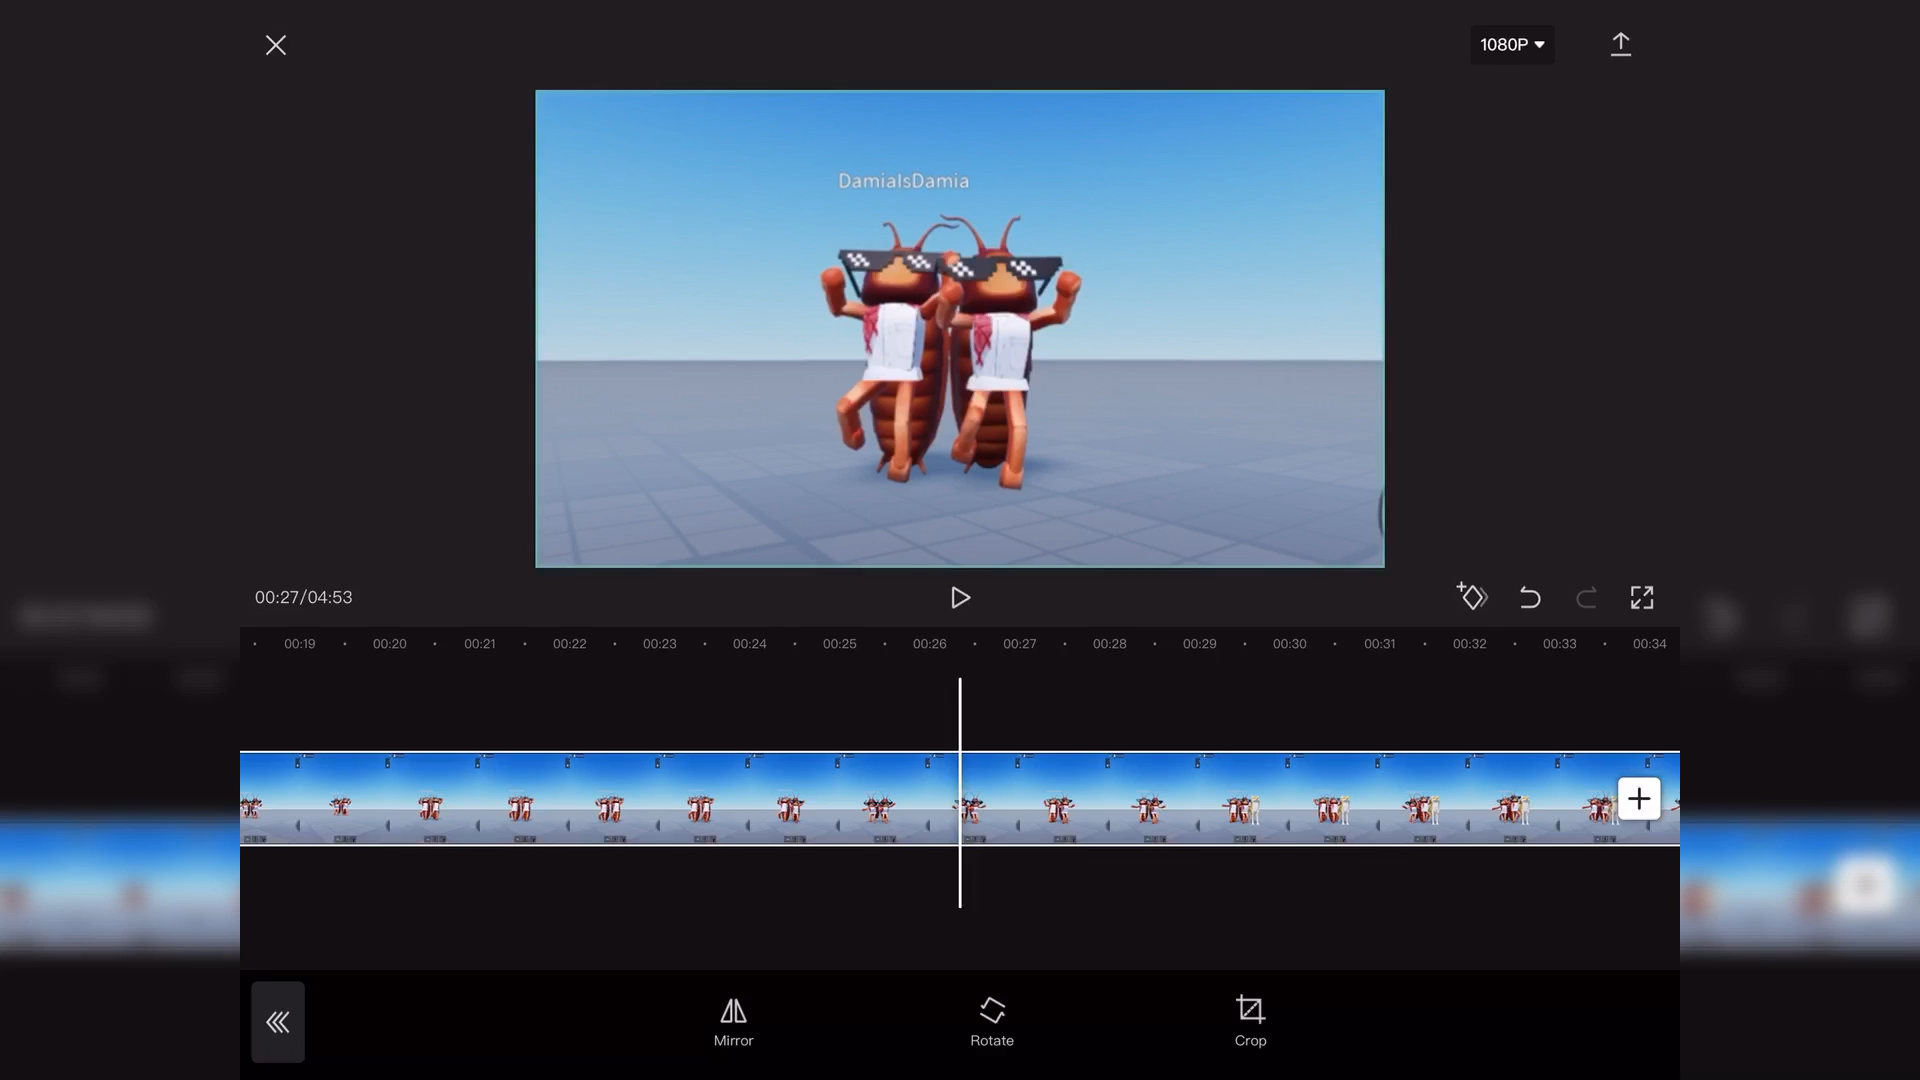 1080P
DamiaIsDamia
00:27/04:53
00:19 00:20 00:21 00:22 00:23 00:24 00:25 00:26 00:27 00:28 00:29 00:30 00:31 00:32 00:33 00:34
Mirror Rotate Crop